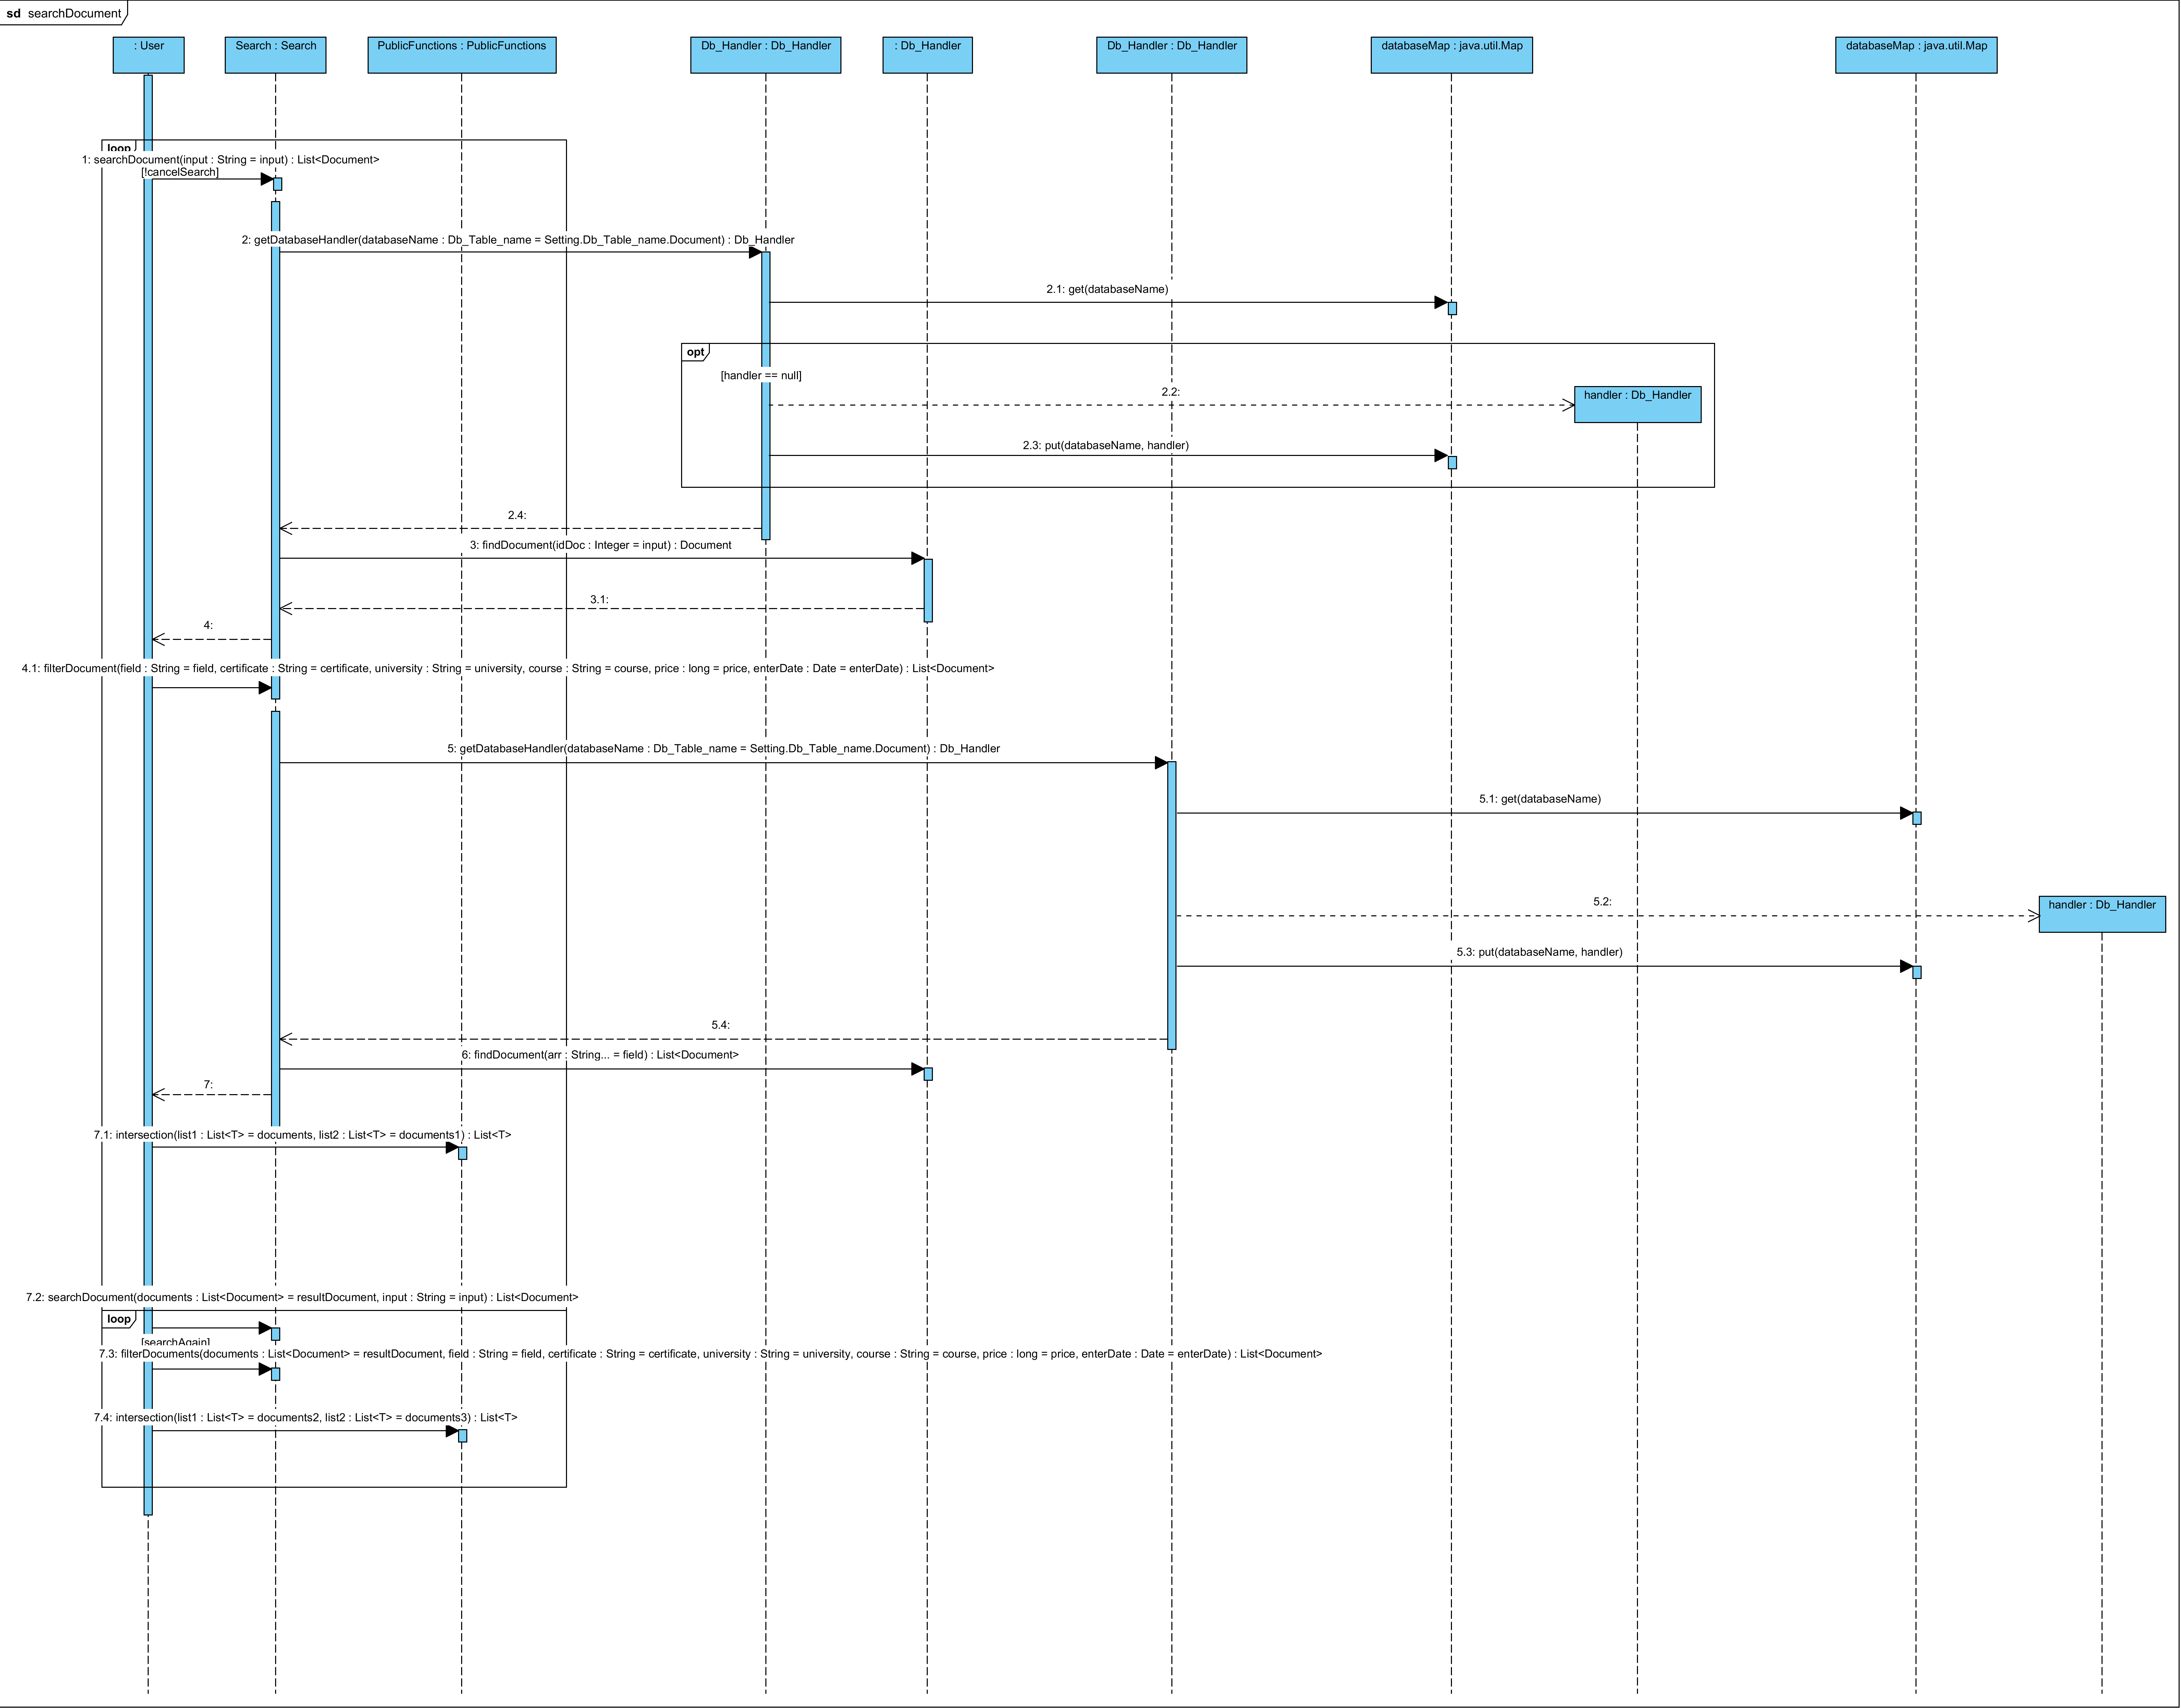 sd searchDocument
: User
Search : Search
PublicFunctions : PublicFunctions
Db_Handler : Db_Handler
: Db_Handler
Db_Handler : Db_Handler
databaseMap : java.util.Map
databaseMap : java.util.Map
loop
1: searchDocument(input : String = input) : List<Document>
[!cancelSearch]
2: getDatabaseHandler(databaseName : Db_Table_name = Setting.Db_Table_name.Document) : Db_Handler
2.1: get(databaseName)
opt
[handler == null]
2.2:
handler : Db_Handler
2.3: put(databaseName, handler)
2.4:
3: findDocument(idDoc : Integer = input) : Document
3.1:
4:
4.1: filterDocument(field : String = field, certificate : String = certificate, university : String = university, course : String = course, price : long = price, enterDate : Date = enterDate) : List<Document>
5: getDatabaseHandler(databaseName : Db_Table_name = Setting.Db_Table_name.Document) : Db_Handler
5.1: get(databaseName)
5.2:
handler : Db_Handler
5.3: put(databaseName, handler)
5.4:
6: findDocument(arr : String... = field) : List<Document>
7:
7.1: intersection(list1 : List<T> = documents, list2 : List<T> = documents1) : List<T>
7.2: searchDocument(documents : List<Document> = resultDocument, input : String = input) : List<Document>
loop
[searchAgain]
7.3: filterDocuments(documents : List<Document> = resultDocument, field : String = field, certificate : String = certificate, university : String = university, course : String = course, price : long = price, enterDate : Date = enterDate) : List<Document>
7.4: intersection(list1 : List<T> = documents2, list2 : List<T> = documents3) : List<T>